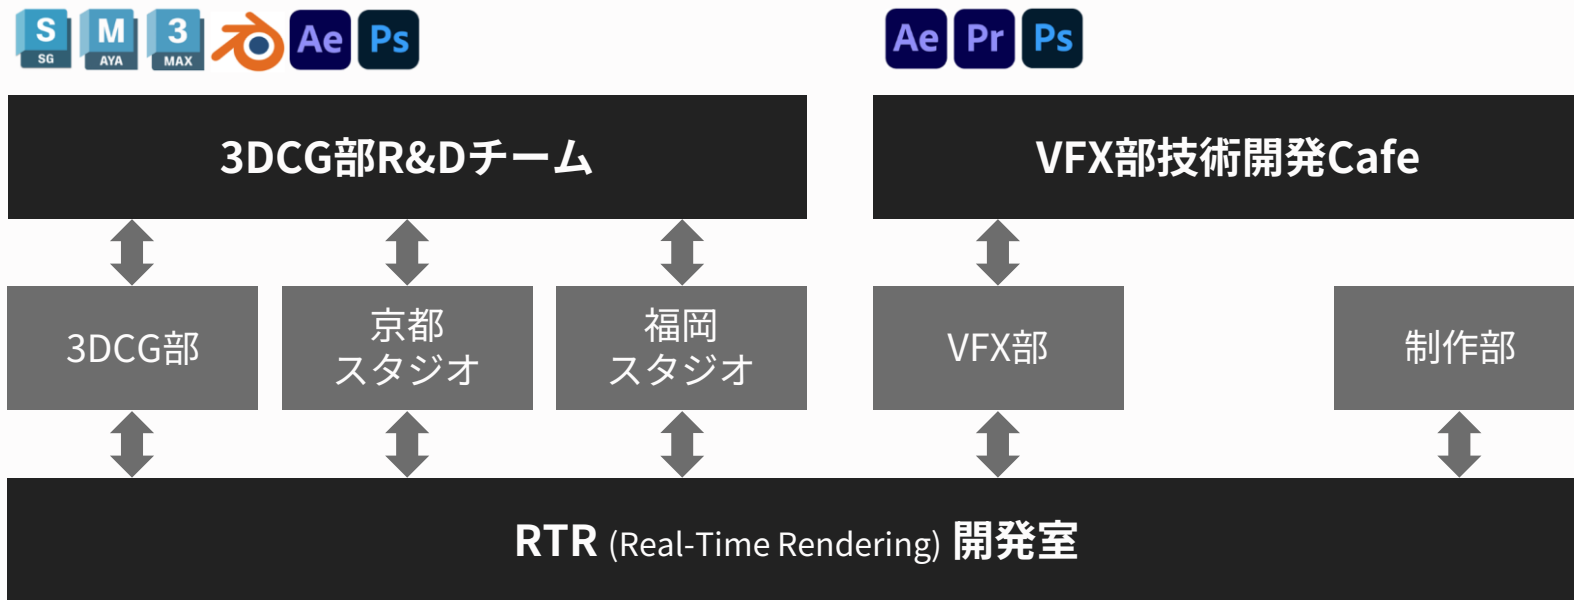 S M 3 Ae Ps
SG AYA MAX
Ae Pr Ps
3DCG部R&Dチーム
VFX部技術開発Cafe
3DCG部
京都
スタジオ
福岡
スタジオ
VFX部
制作部
RTR (Real-Time Rendering) 開発室